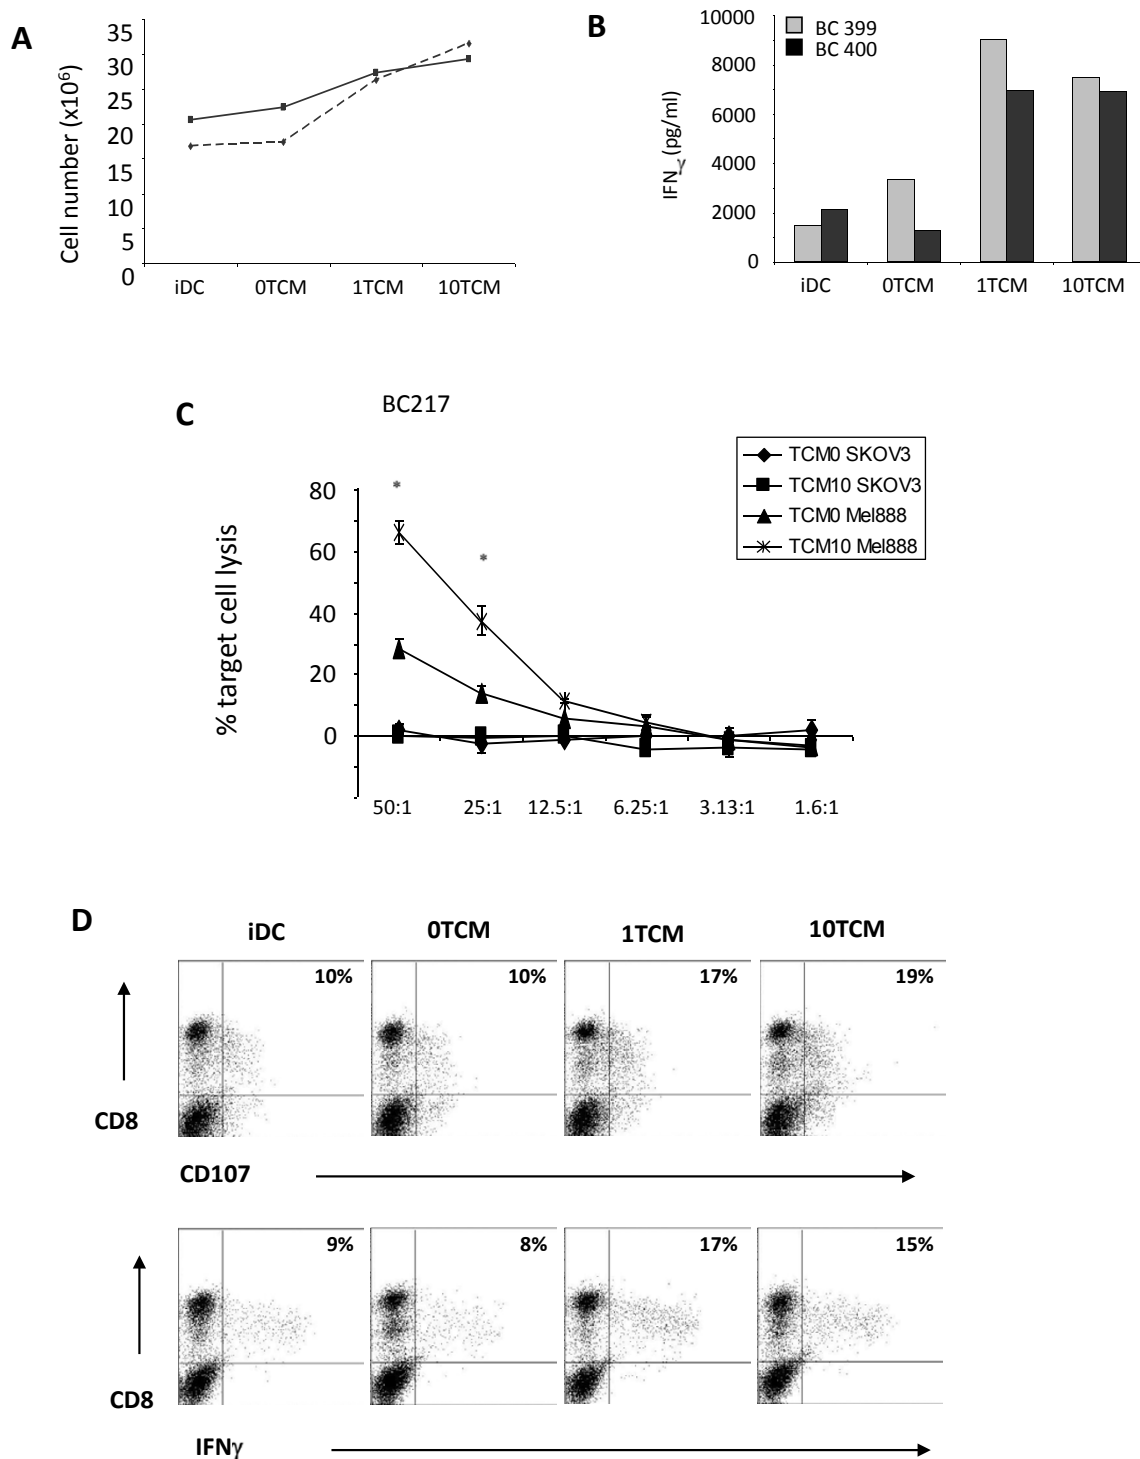 A
Cell number (x10⁶)
35
30
25
20
15
10
5
0
iDC 0TCM 1TCM 10TCM
B
BC 399
BC 400
IFNγ (pg/ml)
10000
8000
6000
4000
2000
0
iDC 0TCM 1TCM 10TCM
C
BC217
TCM0 SKOV3
TCM10 SKOV3
TCM0 Mel888
TCM10 Mel888
% target cell lysis
80
60
40
20
0
* *
50:1 25:1 12.5:1 6.25:1 3.13:1 1.6:1
D
iDC 0TCM 1TCM 10TCM
10% 10% 17% 19%
CD8
CD107
9% 8% 17% 15%
CD8
IFNγ